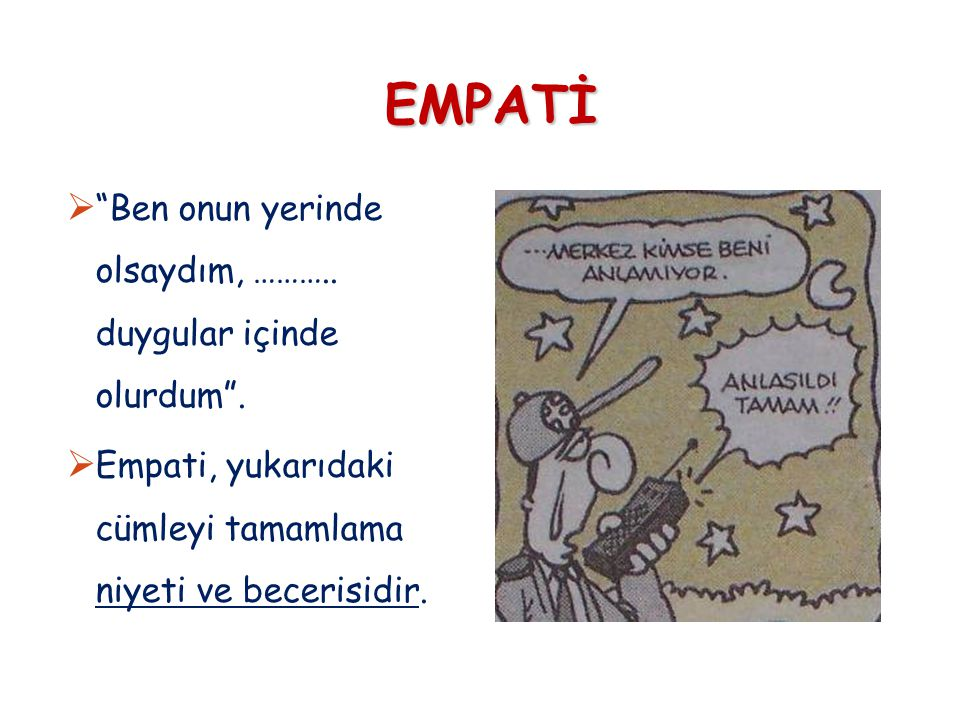 EMPATİ
“Ben onun yerinde
olsaydım, ………..
duygular içinde
olurdum”.
Empati, yukarıdaki
cümleyi tamamlama
niyeti ve becerisidir.
...MERKEZ KİMSE BENİ
ANLAMIYOR.
ANLAŞILDI
TAMAM!!